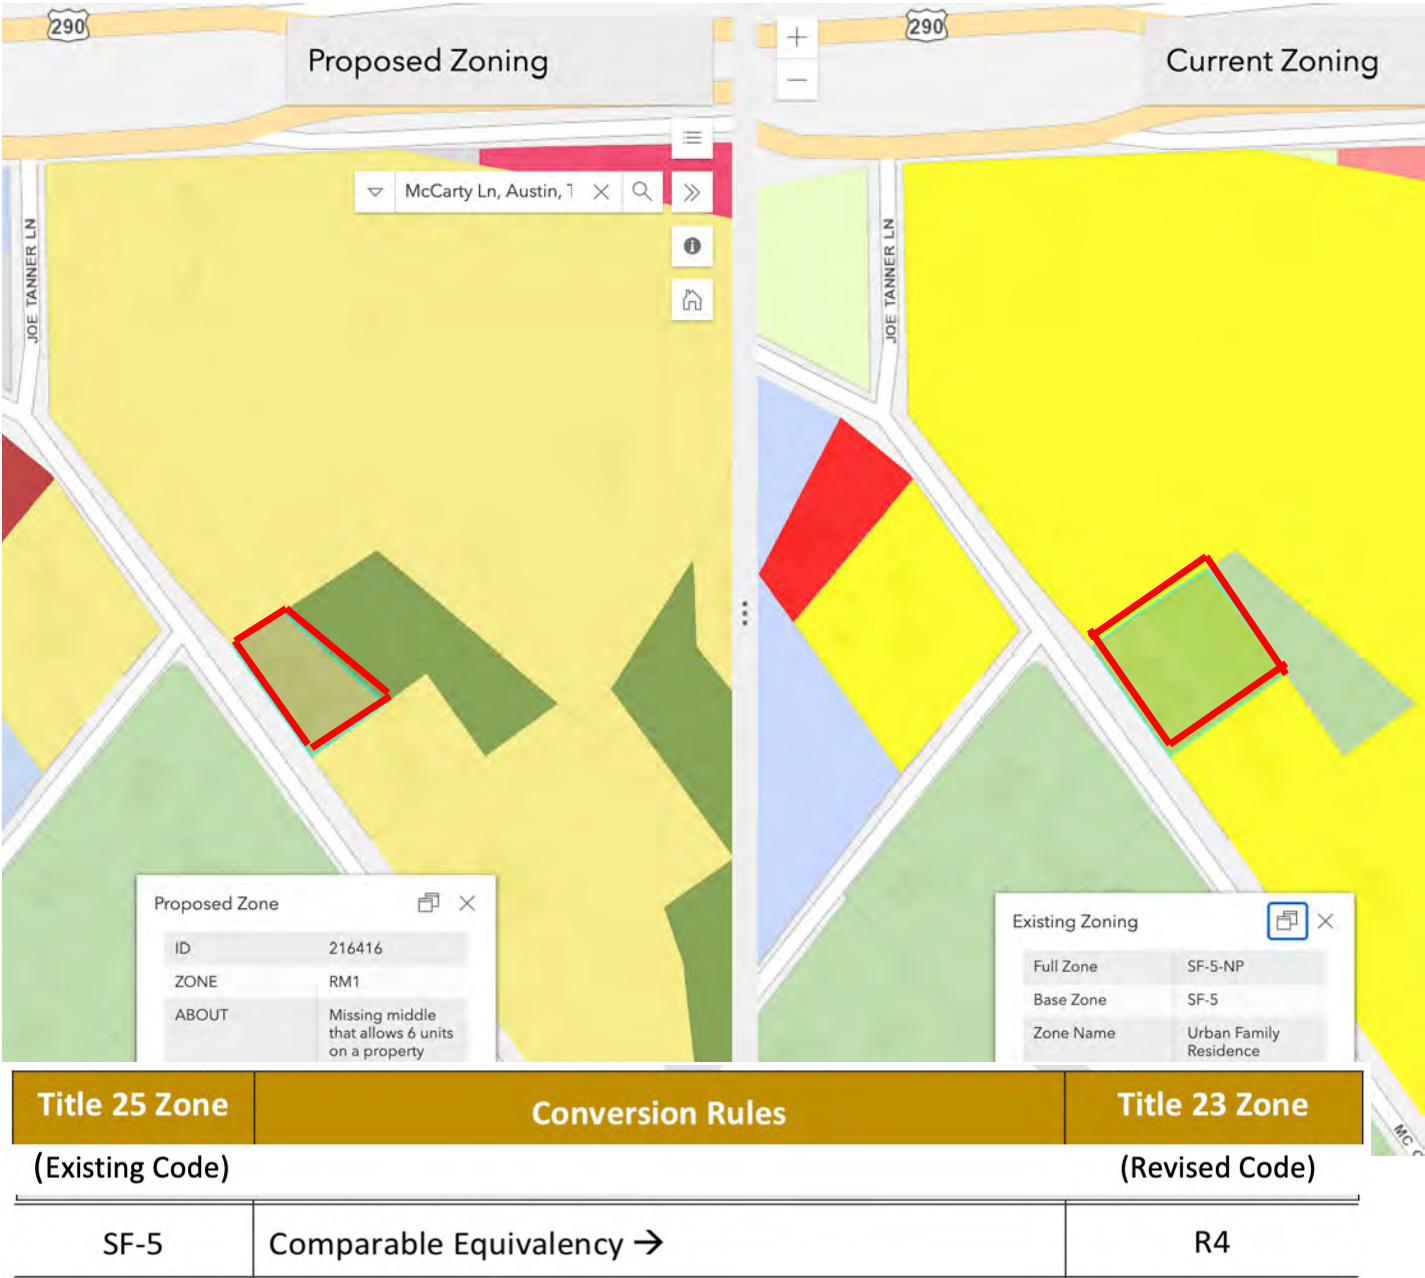 290
Proposed Zoning
290
Current Zoning
McCarty Ln, Austin, T
JOE TANNER LN
JOE TANNER LN
Proposed Zone
ID 216416
ZONE RM1
ABOUT Missing middle
that allows 6 units
on a property
Existing Zoning
Full Zone SF-5-NP
Base Zone SF-5
Zone Name Urban Family
Residence
MC C
Title 25 Zone Conversion Rules Title 23 Zone
(Existing Code) (Revised Code)
SF-5 Comparable Equivalency → R4